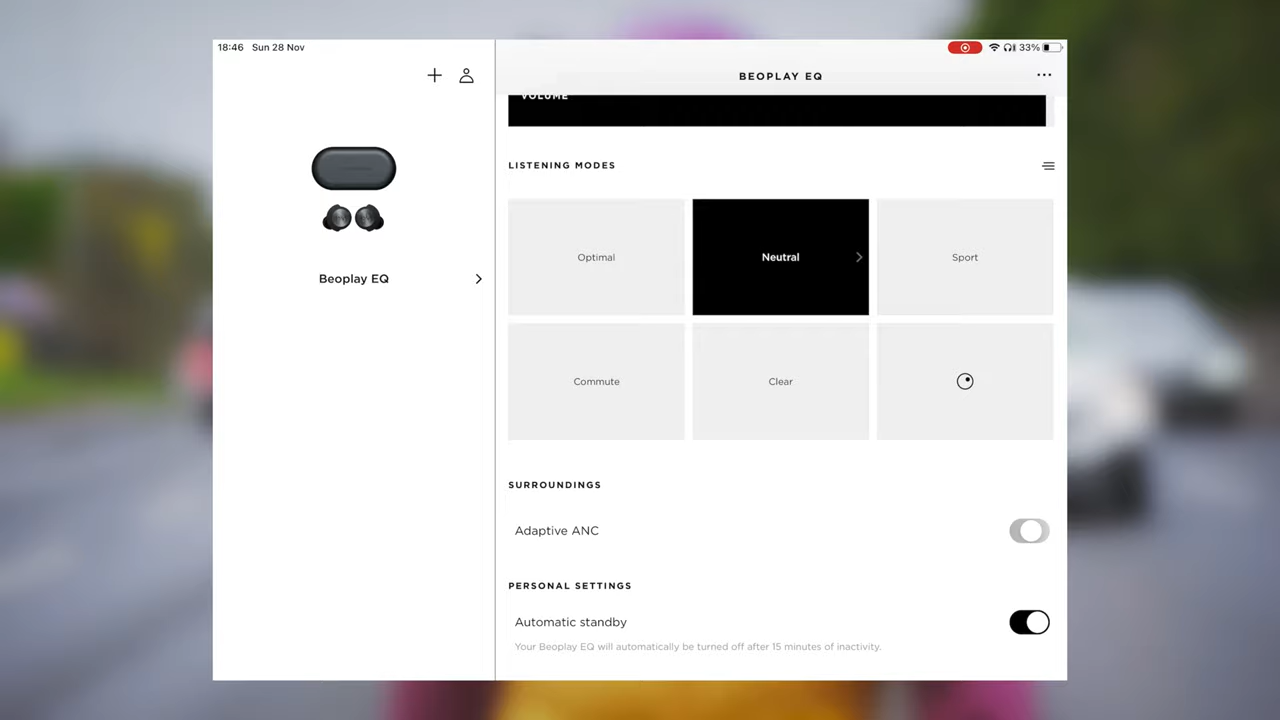 18:46 Sun 28 Nov
33%
BEOPLAY EQ
VOLUME
LISTENING MODES
Optimal
Neutral
Sport
Beoplay EQ
Commute
Clear
SURROUNDINGS
Adaptive ANC
PERSONAL SETTINGS
Automatic standby
Your Beoplay EQ will automatically be turned off after 15 minutes of inactivity.